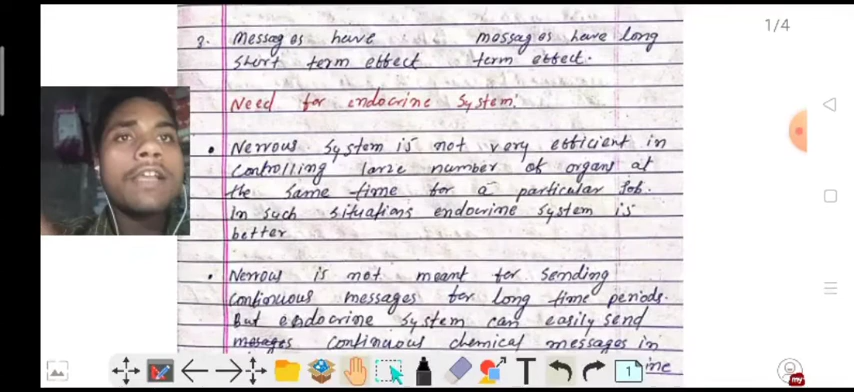 1/4
3. Messages have messages have long
short term effect term effect.
Need for endocrine system:
• Nervous system is not very efficient in
controlling large number of organs at
the same time for a particular job.
In such situations endocrine system is
better
• Nervous is not meant for sending
continuous messages for long time periods.
But endocrine system can easily send
continuous chemical messages in
T
1
my